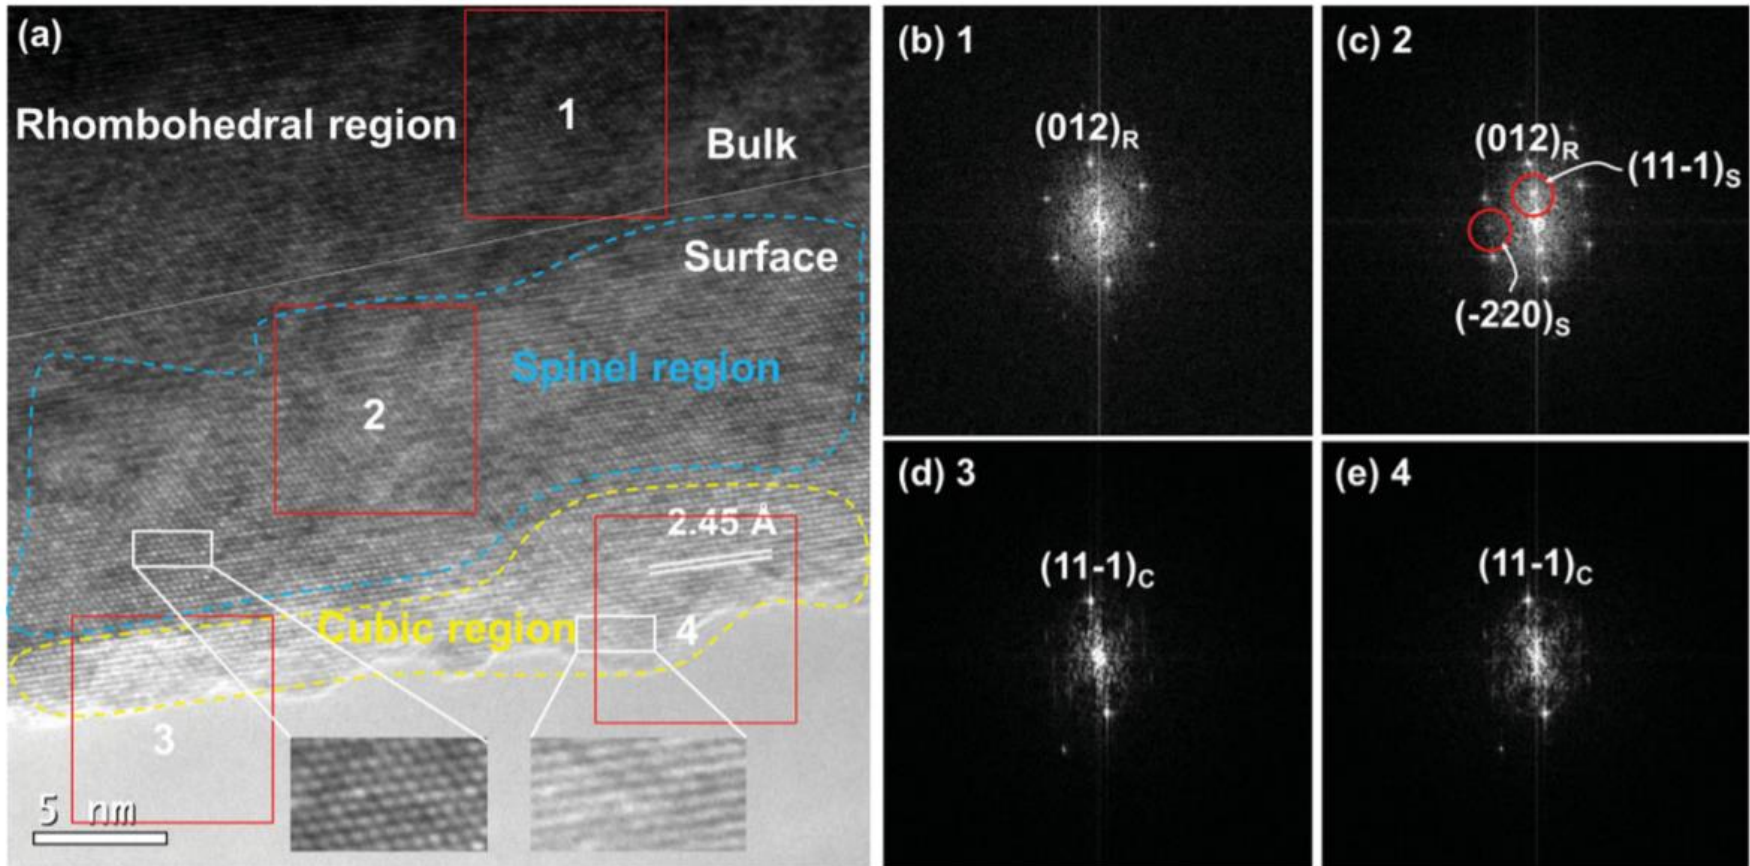 (a)
1
Rhombohedral region
Bulk
Surface
Spinel region
2
2.45 Å
Cubic region
4
3
5 nm
(b) 1
(012)R
(c) 2
(012)R
(11-1)S
(-220)S
(d) 3
(11-1)C
(e) 4
(11-1)C